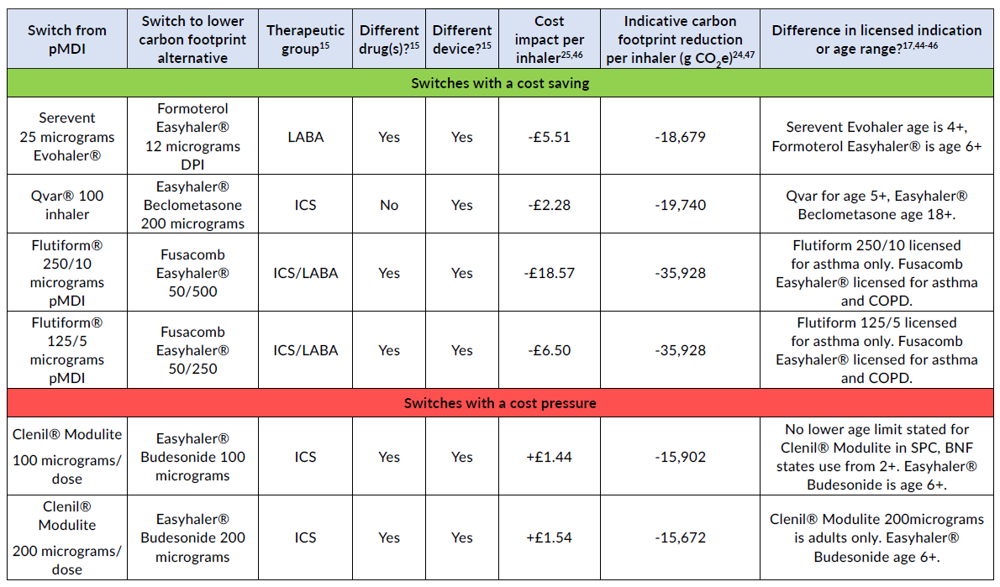 Switch from
pMDI
Switch to lower
carbon footprint
alternative
Therapeutic
group15
Different
drug(s)?15
Different
device?15
Cost
impact per
inhaler25,46
Indicative carbon
footprint reduction
per inhaler (g CO2e)24,47
Difference in licensed indication
or age range?17,44-46
Switches with a cost saving
Serevent
25 micrograms
Evohaler®
Formoterol
Easyhaler®
12 micrograms
DPI
LABA
Yes
Yes
-£5.51
-18,679
Serevent Evohaler age is 4+,
Formoterol Easyhaler® is age 6+
Qvar® 100
inhaler
Easyhaler®
Beclometasone
200 micrograms
ICS
No
Yes
-£2.28
-19,740
Qvar for age 5+, Easyhaler®
Beclometasone age 18+.
Flutiform®
250/10
micrograms
pMDI
Fusacomb
Easyhaler®
50/500
ICS/LABA
Yes
Yes
-£18.57
-35,928
Flutiform 250/10 licensed
for asthma only. Fusacomb
Easyhaler® licensed for asthma
and COPD.
Flutiform®
125/5
micrograms
pMDI
Fusacomb
Easyhaler®
50/250
ICS/LABA
Yes
Yes
-£6.50
-35,928
Flutiform 125/5 licensed
for asthma only. Fusacomb
Easyhaler® licensed for asthma
and COPD.
Switches with a cost pressure
Clenil® Modulite
100 micrograms/
dose
Easyhaler®
Budesonide 100
micrograms
ICS
Yes
Yes
+£1.44
-15,902
No lower age limit stated for
Clenil® Modulite in SPC, BNF
states use from 2+. Easyhaler®
Budesonide is age 6+.
Clenil®
Modulite
200 micrograms/
dose
Easyhaler®
Budesonide 200
micrograms
ICS
Yes
Yes
+£1.54
-15,672
Clenil® Modulite 200micrograms
is adults only. Easyhaler®
Budesonide age 6+.